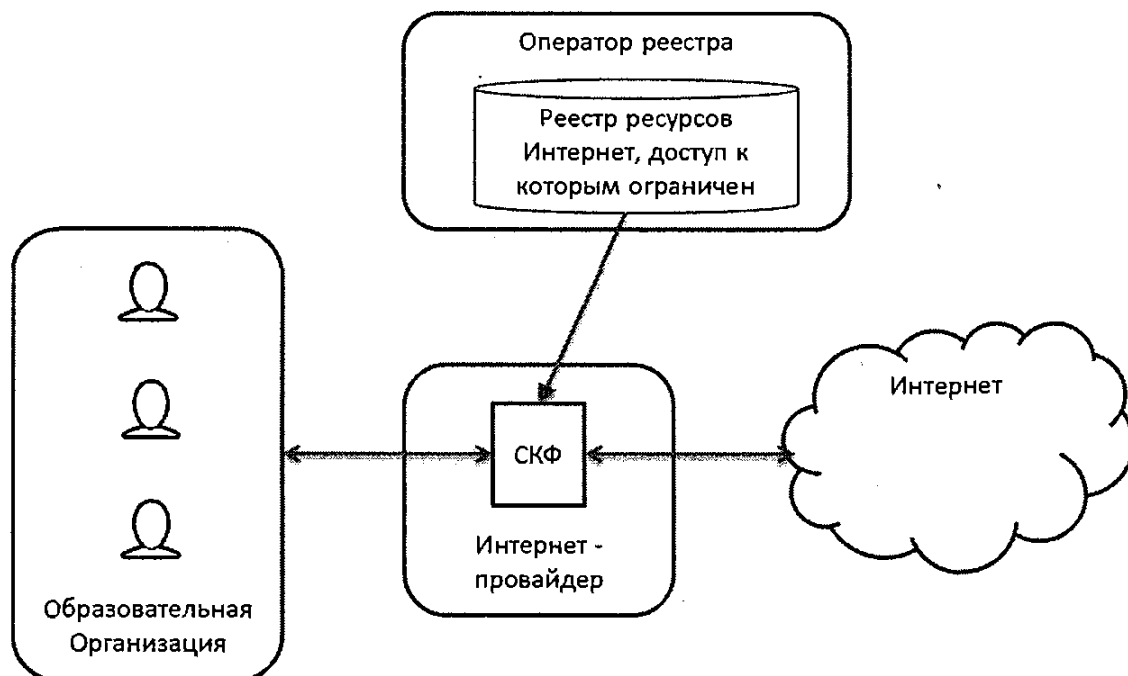 Оператор реестра
Реестр ресурсов
Интернет, доступ к
которым ограничен
Интернет
СКФ
Интернет -
провайдер
Образовательная
Организация